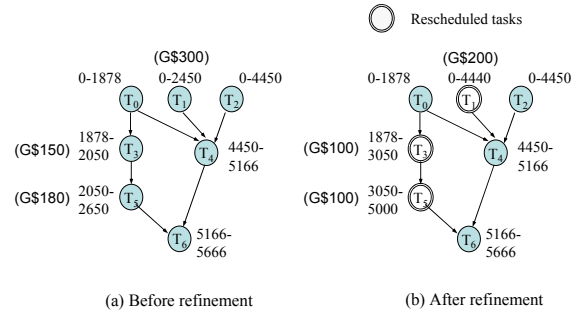 Rescheduled tasks
(G$300)
0-1878 0-2450 0-4450
T0 T1 T2
(G$150) 1878-
2050
T3 T4 4450-
5166
(G$180) 2050-
2650
T5
T6 5166-
5666
(a) Before refinement
(G$200)
0-1878 0-4440 0-4450
T0 T1 T2
(G$100) 1878-
3050
T3 T4 4450-
5166
(G$100) 3050-
5000
T5
T6 5166-
5666
(b) After refinement